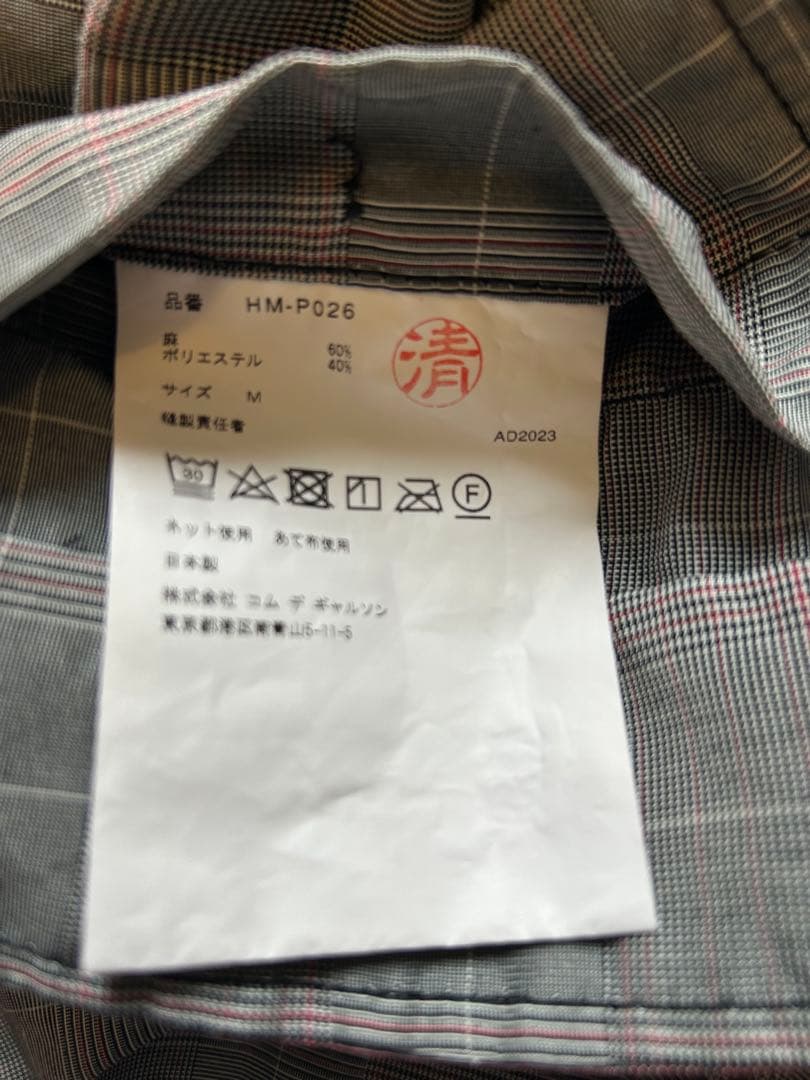 品番 HM-P026
麻 60%
ポリエステル 40%
清
サイズ M
縫製責任者
AD2023
30
F
ネット使用 あて布使用
日本製
株式会社 コム デ ギャルソン
東京都港区南青山5-11-5